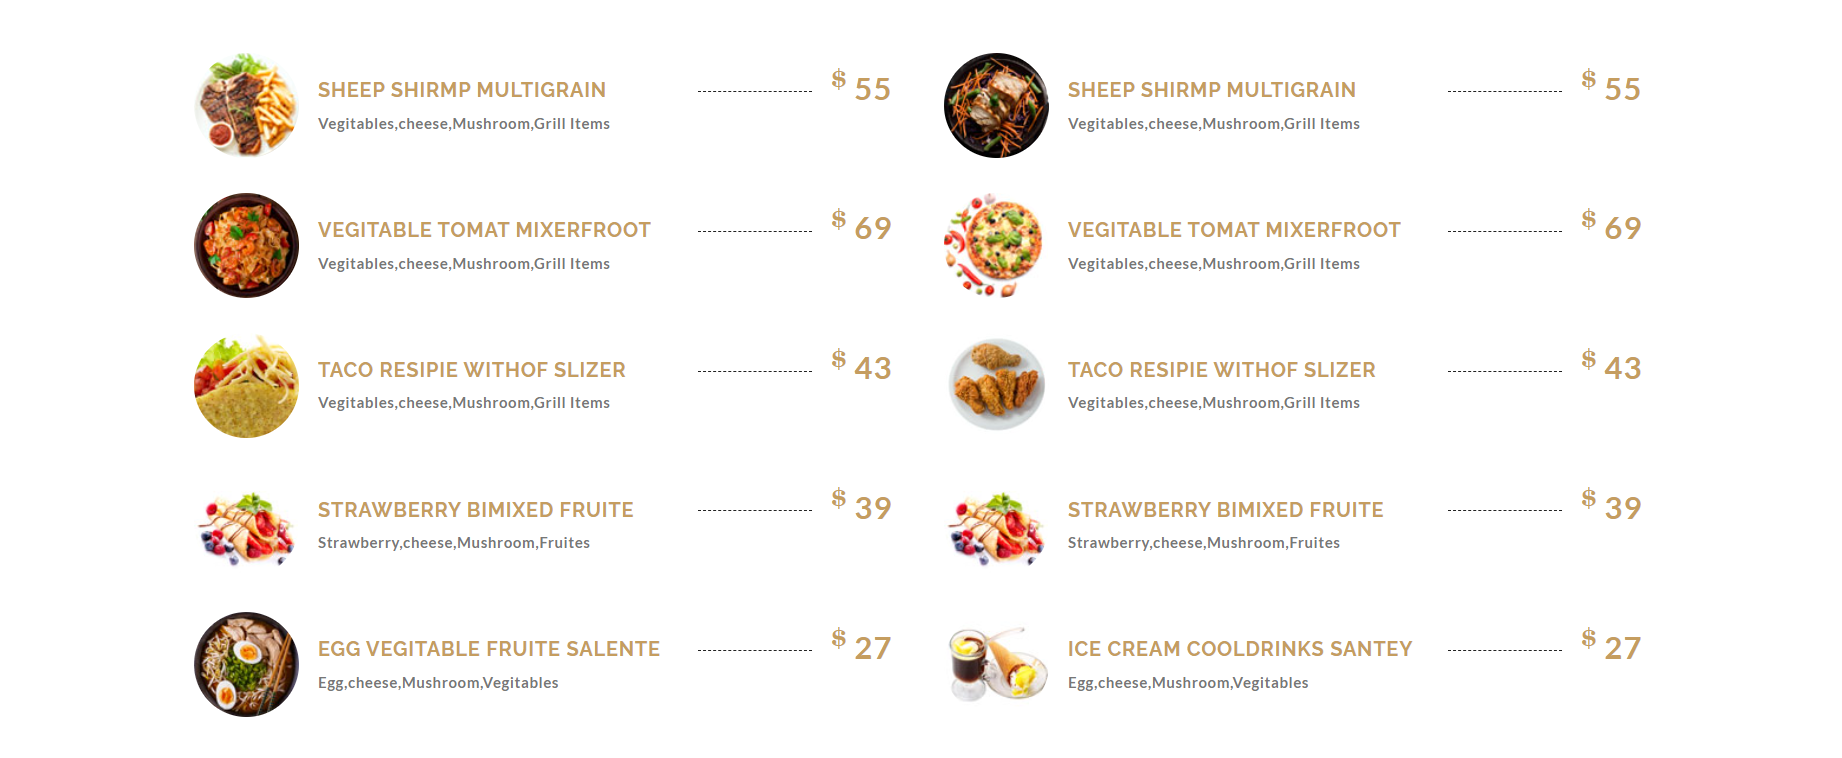 SHEEP SHIRMP MULTIGRAIN $ 55
Vegitables,cheese,Mushroom,Grill Items
VEGITABLE TOMAT MIXERFROOT $ 69
Vegitables,cheese,Mushroom,Grill Items
TACO RESIPIE WITHOF SLIZER $ 43
Vegitables,cheese,Mushroom,Grill Items
STRAWBERRY BIMIXED FRUITE $ 39
Strawberry,cheese,Mushroom,Fruites
EGG VEGITABLE FRUITE SALENTE $ 27
Egg,cheese,Mushroom,Vegitables
SHEEP SHIRMP MULTIGRAIN $ 55
Vegitables,cheese,Mushroom,Grill Items
VEGITABLE TOMAT MIXERFROOT $ 69
Vegitables,cheese,Mushroom,Grill Items
TACO RESIPIE WITHOF SLIZER $ 43
Vegitables,cheese,Mushroom,Grill Items
STRAWBERRY BIMIXED FRUITE $ 39
Strawberry,cheese,Mushroom,Fruites
ICE CREAM COOLDRINKS SANTEY $ 27
Egg,cheese,Mushroom,Vegitables